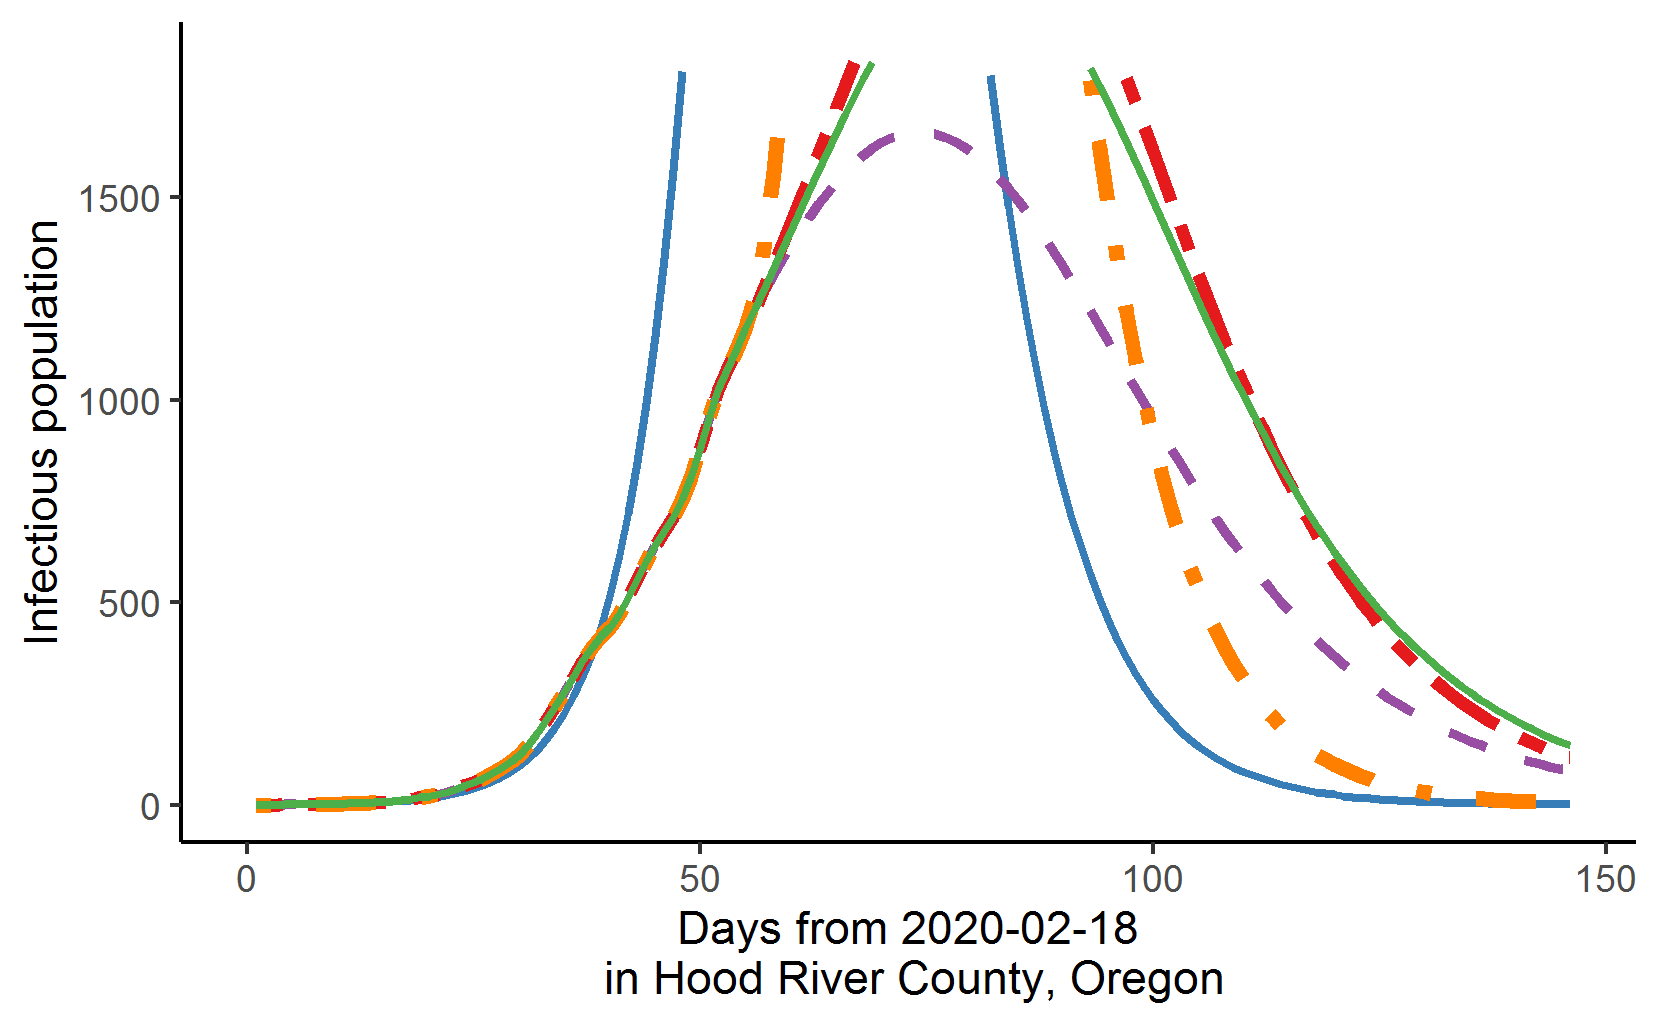 Infectious population
1500
1000
500
0
0 50 100 150
Days from 2020-02-18
in Hood River County, Oregon